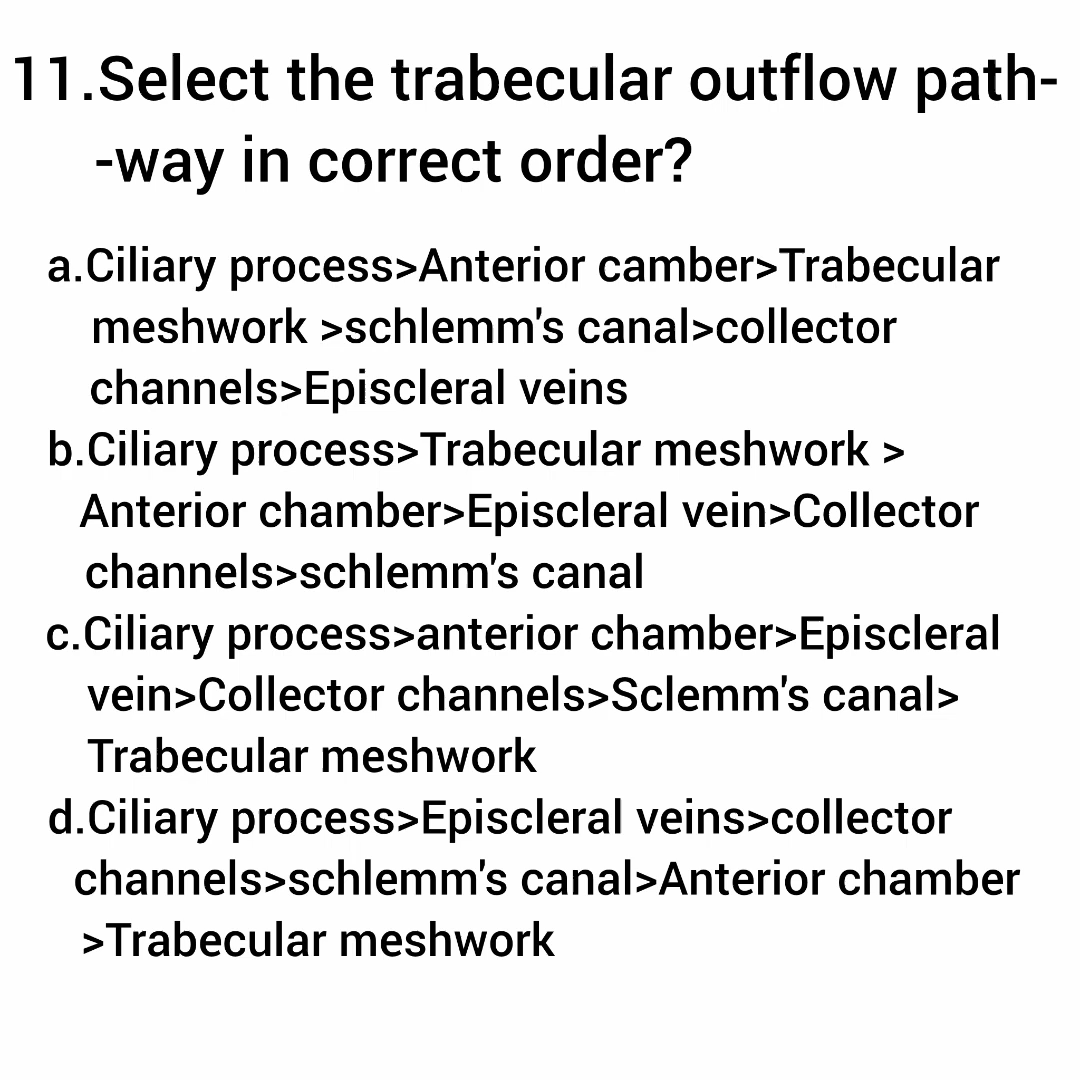 11.Select the trabecular outflow path-
-way in correct order?
a.Ciliary process>Anterior camber>Trabecular
meshwork >schlemm's canal>collector
channels>Episcleral veins
b.Ciliary process>Trabecular meshwork >
Anterior chamber>Episcleral vein>Collector
channels>schlemm's canal
c.Ciliary process>anterior chamber>Episcleral
vein>Collector channels>Sclemm's canal>
Trabecular meshwork
d.Ciliary process>Episcleral veins>collector
channels>schlemm's canal>Anterior chamber
>Trabecular meshwork